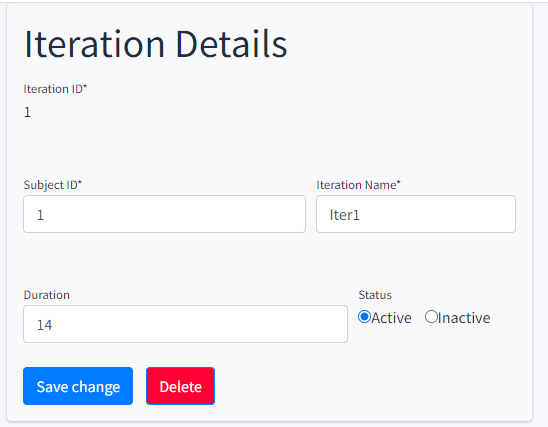 Iteration Details
Iteration ID*
1
Subject ID* Iteration Name*
1 Iter1
Duration Status
14 Active Inactive
Save change Delete